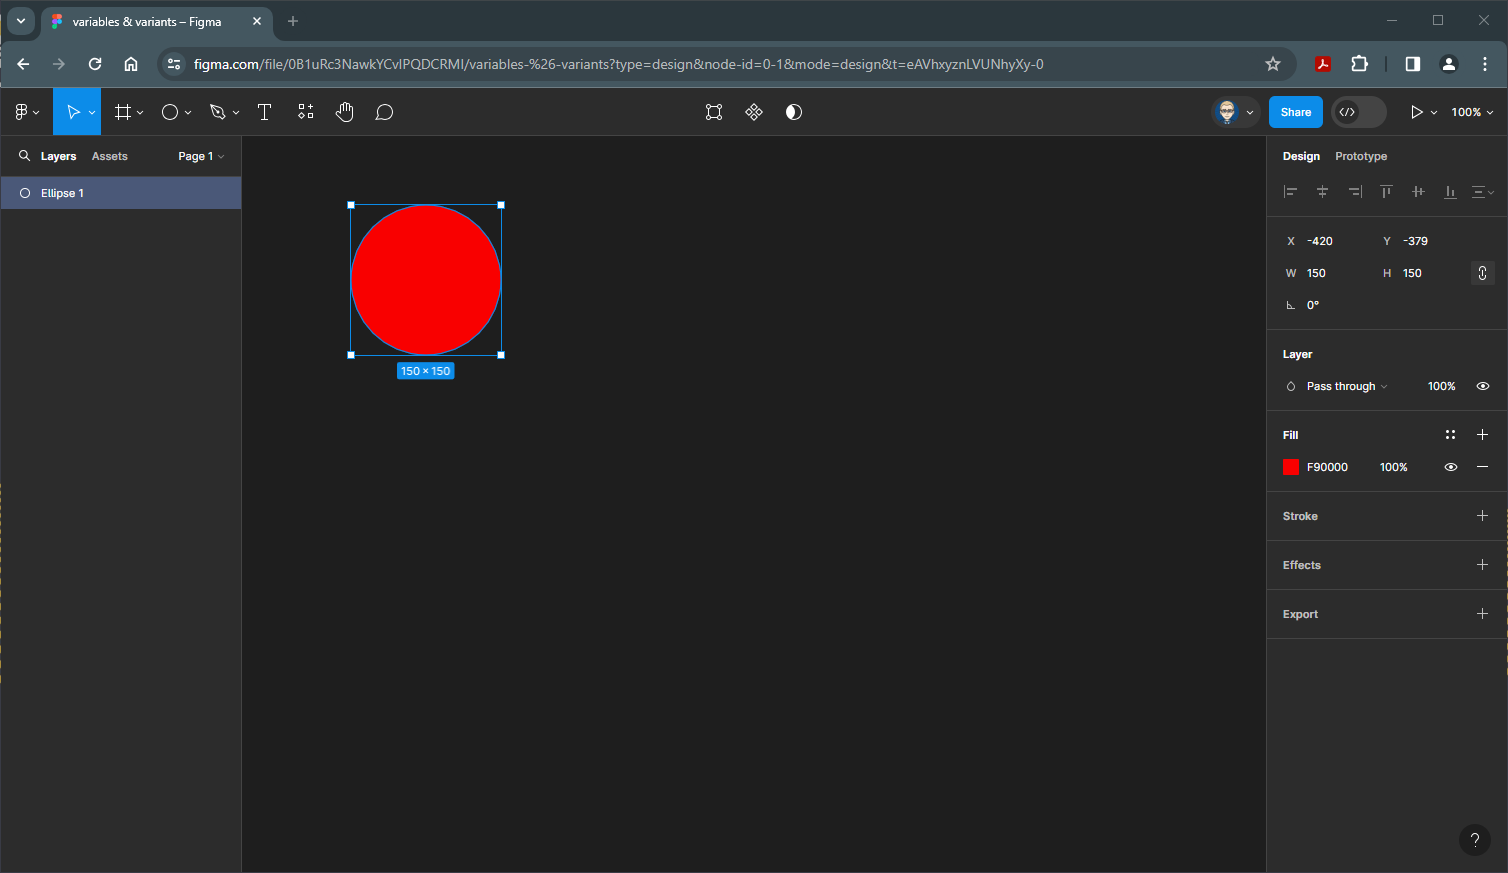 variables & variants – Figma
figma.com/file/0B1uRc3NawkYCvIPQDCRMI/variables-%26-variants?type=design&node-id=0-1&mode=design&t=eAVhxyznLVUNhyXy-0
Share
100%
Layers Assets Page 1
Design Prototype
Ellipse 1
X -420 Y -379
W 150 H 150
0°
150 × 150
Layer
Pass through 100%
Fill
F90000 100%
Stroke
Effects
Export
?